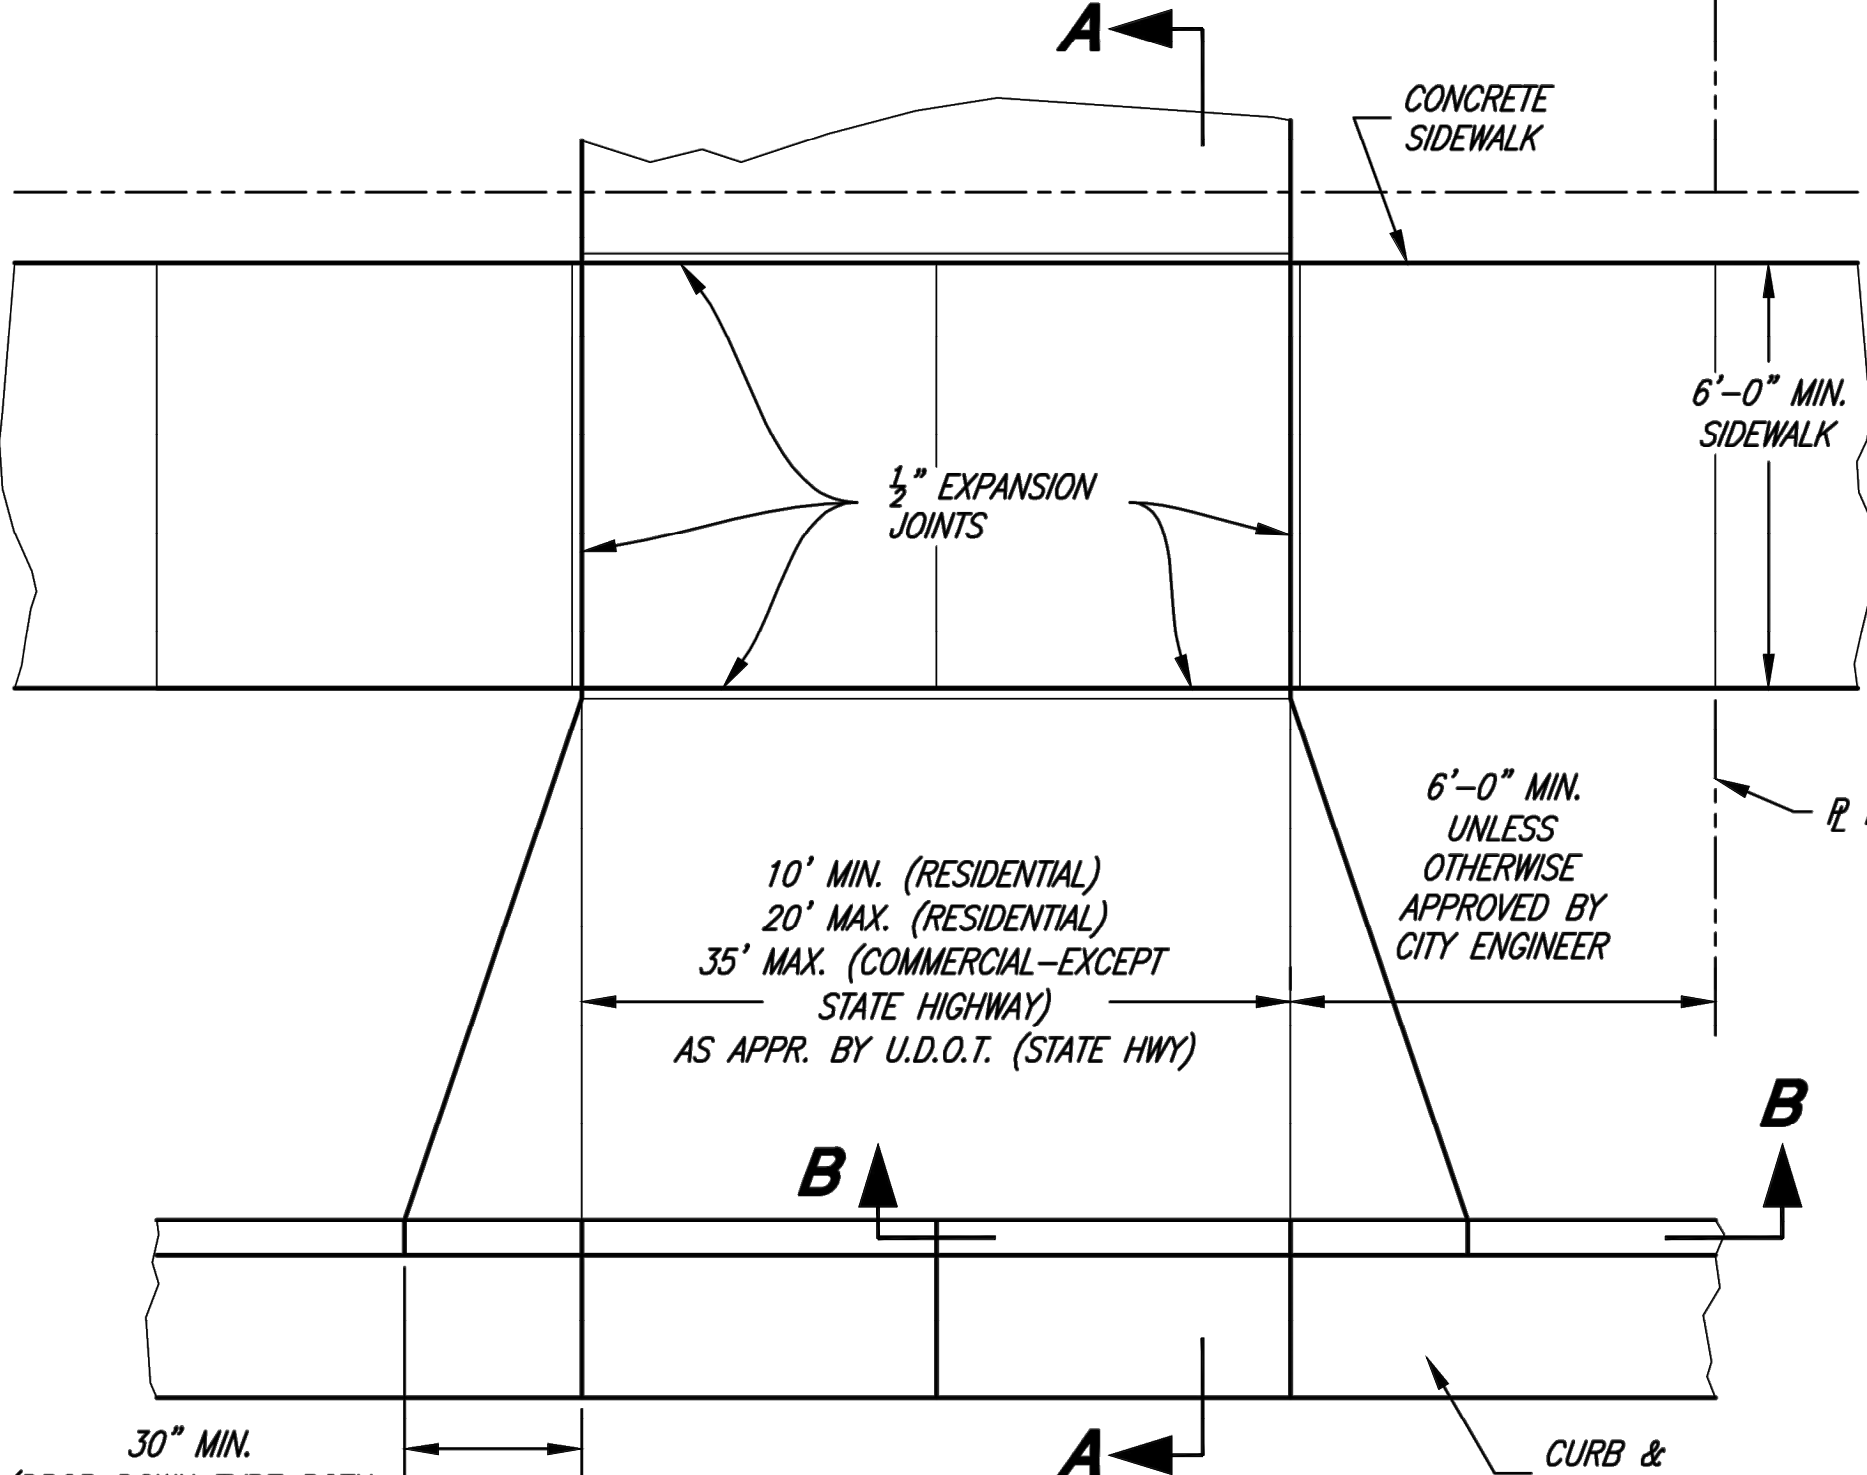 A
CONCRETE
SIDEWALK
6'-0" MIN.
SIDEWALK
½" EXPANSION
JOINTS
6'-0" MIN.
UNLESS
OTHERWISE
APPROVED BY
CITY ENGINEER
PL
10' MIN. (RESIDENTIAL)
20' MAX. (RESIDENTIAL)
35' MAX. (COMMERCIAL-EXCEPT
STATE HIGHWAY)
AS APPR. BY U.D.O.T. (STATE HWY)
B
B
30" MIN.
A
CURB &